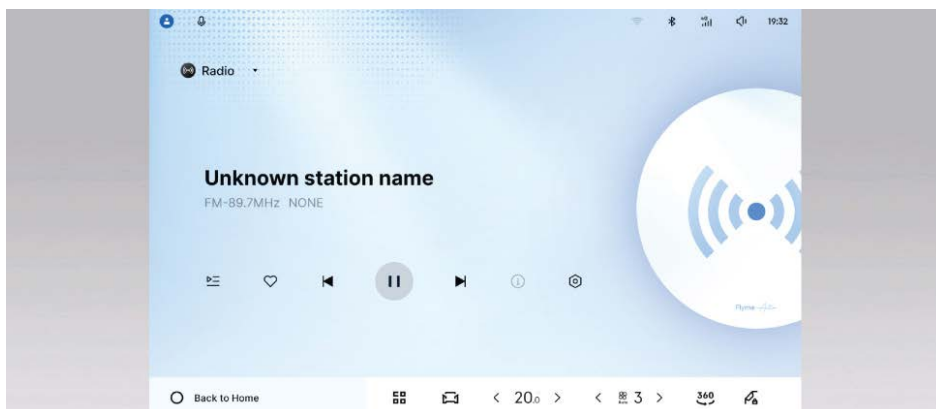 19:32
Radio
Unknown station name
FM-89.7MHz NONE
Back to Home
20.0
3
360